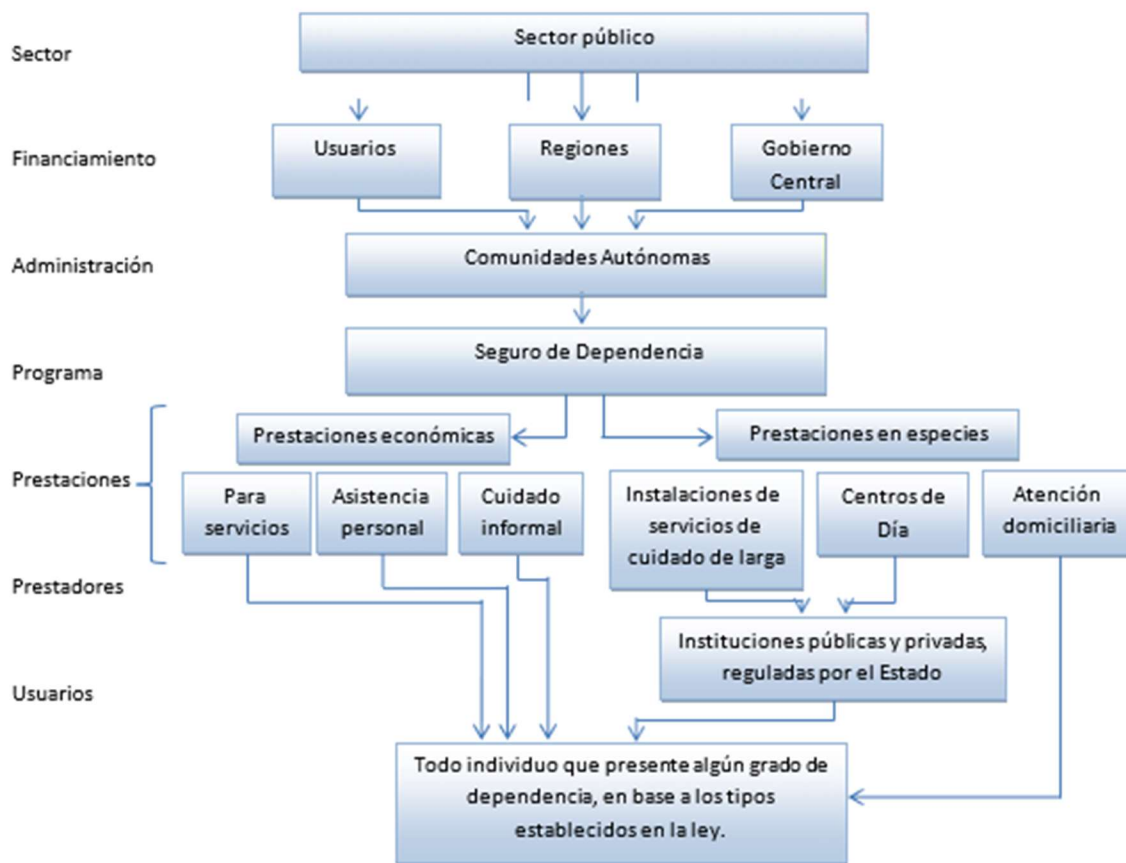 Sector
Sector público
Financiamiento
Usuarios
Regiones
Gobierno
Central
Administración
Comunidades Autónomas
Programa
Seguro de Dependencia
Prestaciones
Prestaciones económicas
Prestaciones en especies
Para
servicios
Asistencia
personal
Cuidado
informal
Instalaciones de
servicios de
cuidado de larga
Centros de
Día
Atención
domiciliaria
Prestadores
Instituciones públicas y privadas,
reguladas por el Estado
Usuarios
Todo individuo que presente algún grado de
dependencia, en base a los tipos
establecidos en la ley.